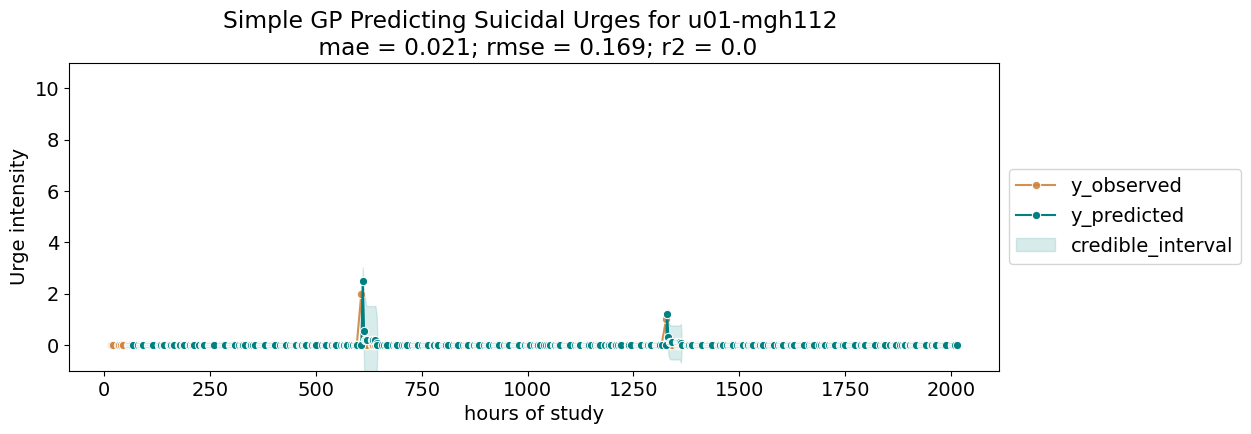 Simple GP Predicting Suicidal Urges for u01-mgh112
mae = 0.021; rmse = 0.169; r2 = 0.0
10
8
6
4
2
0
Urge intensity
0 250 500 750 1000 1250 1500 1750 2000
hours of study
y_observed
y_predicted
credible_interval